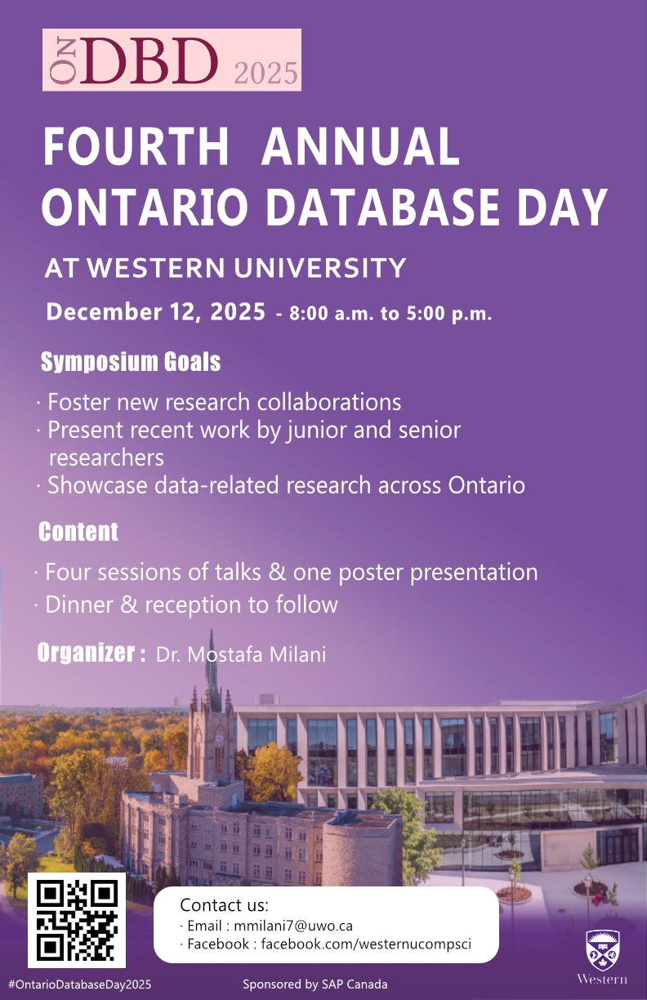 ON DBD 2025
FOURTH ANNUAL
ONTARIO DATABASE DAY
AT WESTERN UNIVERSITY
December 12, 2025 - 8:00 a.m. to 5:00 p.m.
Symposium Goals
· Foster new research collaborations
· Present recent work by junior and senior
researchers
· Showcase data-related research across Ontario
Content
· Four sessions of talks & one poster presentation
· Dinner & reception to follow
Organizer : Dr. Mostafa Milani
Contact us:
· Email : mmilani7@uwo.ca
· Facebook : facebook.com/westernucompsci
Western
#OntarioDatabaseDay2025
Sponsored by SAP Canada